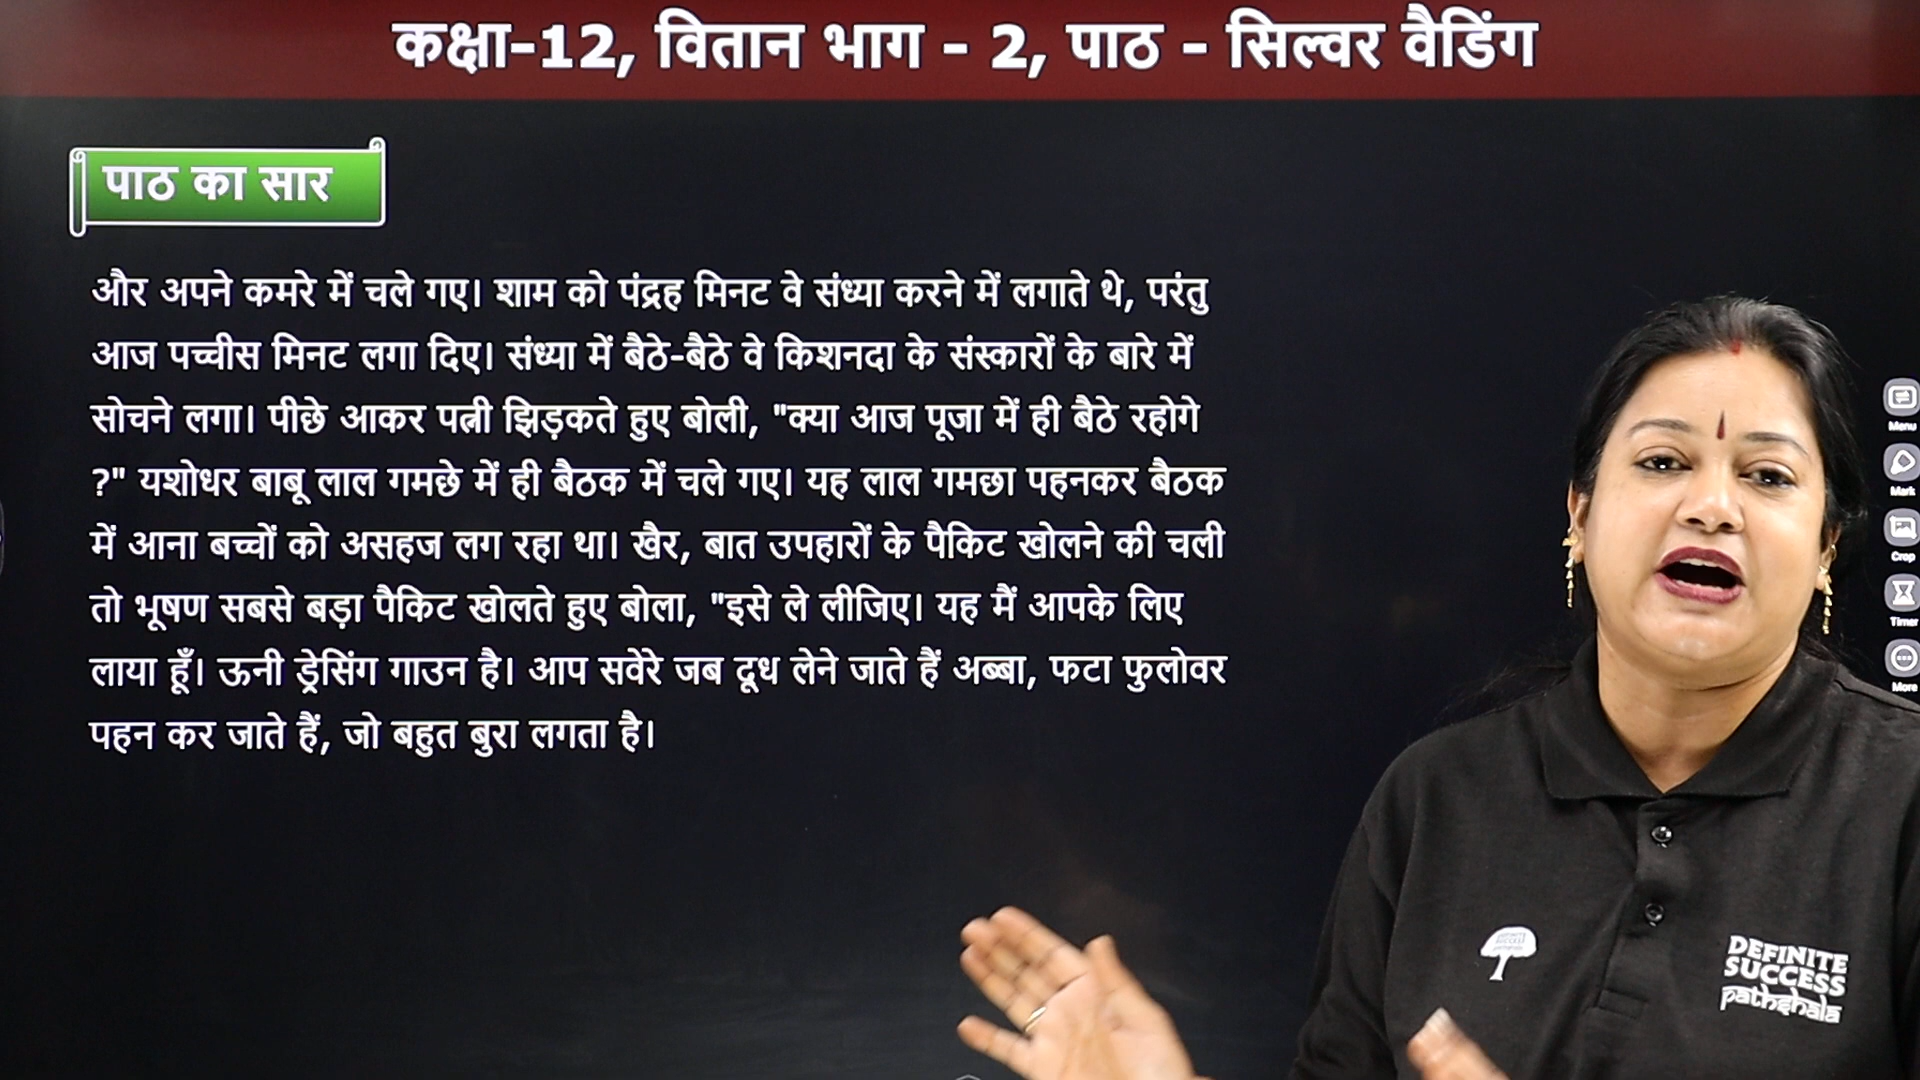 कक्षा-12, वितान भाग - 2, पाठ - सिल्वर वैडिंग
पाठ का सार
और अपने कमरे में चले गए। शाम को पंद्रह मिनट वे संध्या करने में लगाते थे, परंतु
आज पच्चीस मिनट लगा दिए। संध्या में बैठे-बैठे वे किशनदा के संस्कारों के बारे में
सोचने लगा। पीछे आकर पत्नी झिड़कते हुए बोली, "क्या आज पूजा में ही बैठे रहोगे
?" यशोधर बाबू लाल गमछे में ही बैठक में चले गए। यह लाल गमछा पहनकर बैठक
में आना बच्चों को असहज लग रहा था। खैर, बात उपहारों के पैकिट खोलने की चली
तो भूषण सबसे बड़ा पैकिट खोलते हुए बोला, "इसे ले लीजिए। यह मैं आपके लिए
लाया हूँ। ऊनी ड्रेसिंग गाउन है। आप सवेरे जब दूध लेने जाते हैं अब्बा, फटा फुलोवर
पहन कर जाते हैं, जो बहुत बुरा लगता है।
Menu
Mark
Crop
Timer
More
DEFINITE
SUCCESS
pathshala